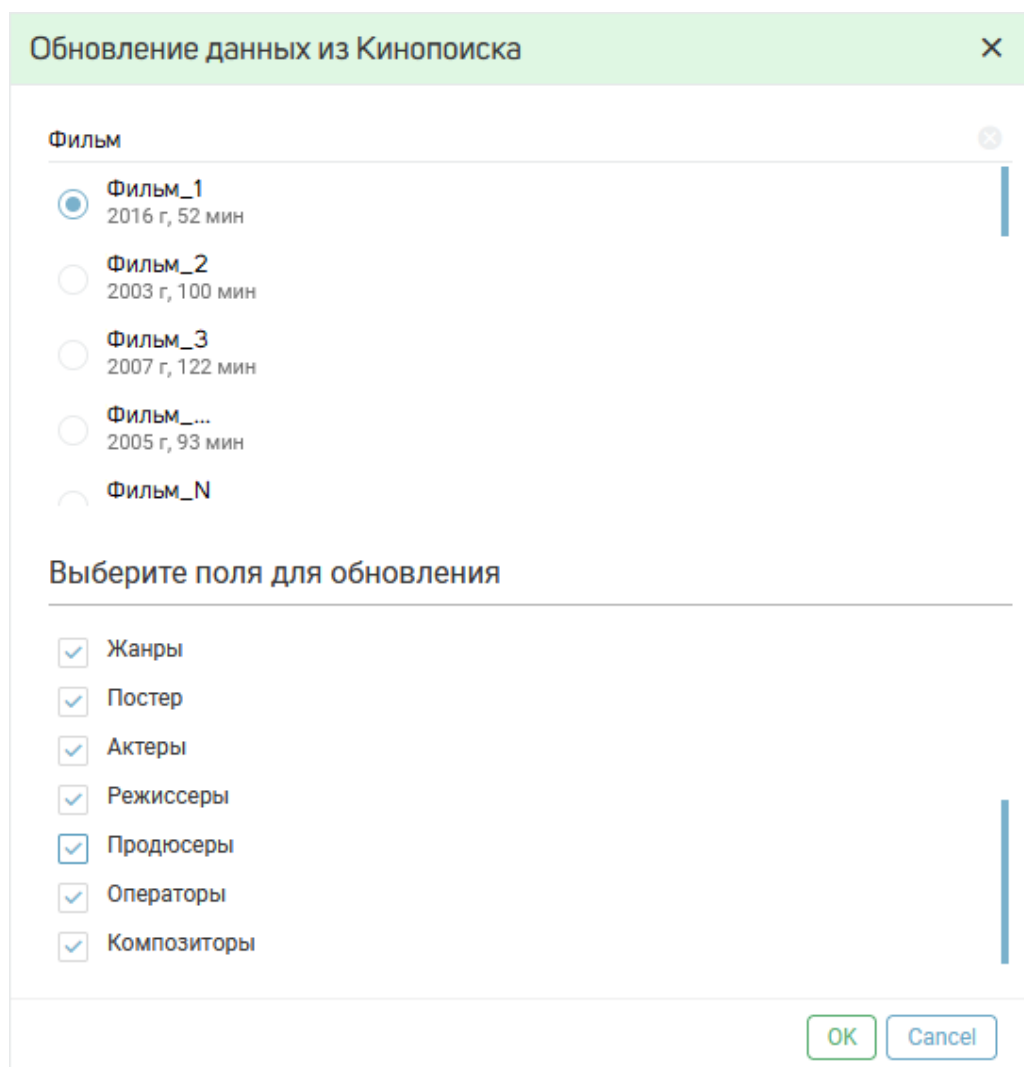 Обновление данных из Кинопоиска
Фильм
Фильм_1
2016 г, 52 мин
Фильм_2
2003 г, 100 мин
Фильм_3
2007 г, 122 мин
Фильм_...
2005 г, 93 мин
Фильм_N
Выберите поля для обновления
Жанры
Постер
Актеры
Режиссеры
Продюсеры
Операторы
Композиторы
OK Cancel